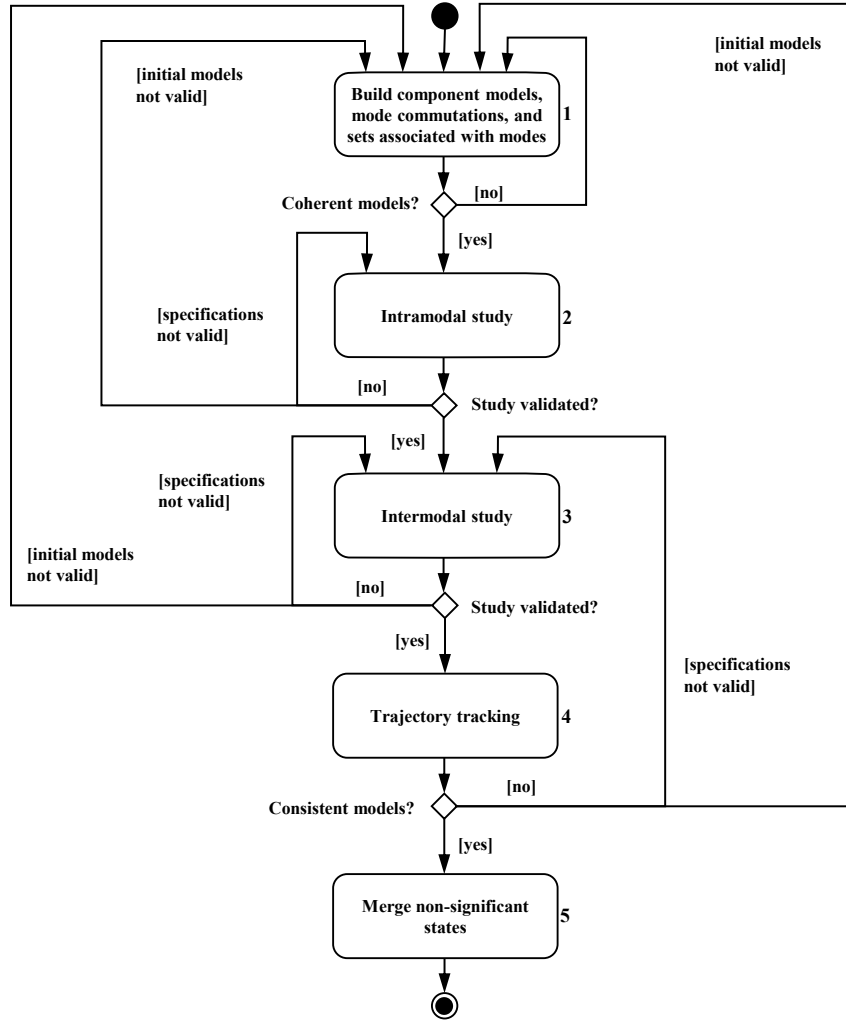 [initial models
not valid]
[initial models
not valid]
Build component models,
mode commutations, and
sets associated with modes
1
Coherent models?
[no]
[yes]
[specifications
not valid]
Intramodal study
2
[no]
Study validated?
[yes]
[specifications
not valid]
Intermodal study
3
[initial models
not valid]
[no]
Study validated?
[yes]
[specifications
not valid]
Trajectory tracking
4
[no]
Consistent models?
[yes]
Merge non-significant
states
5